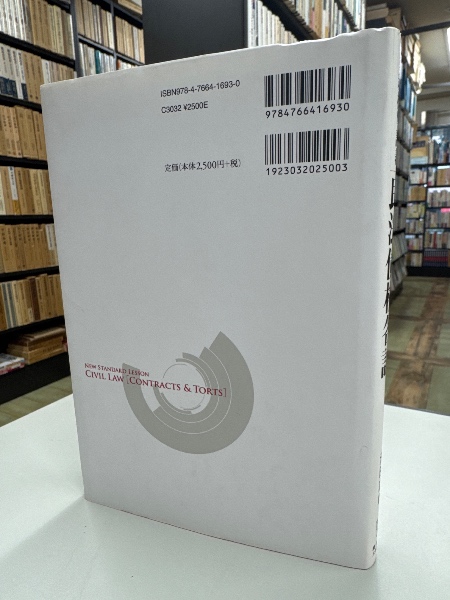 ISBN978-4-7664-1693-0
C3032 ¥2500E
定価(本体2,500円+税)
9784766416930
1923032025003
NEW STANDARD LESSON
CIVIL LAW [CONTRACTS & TORTS]